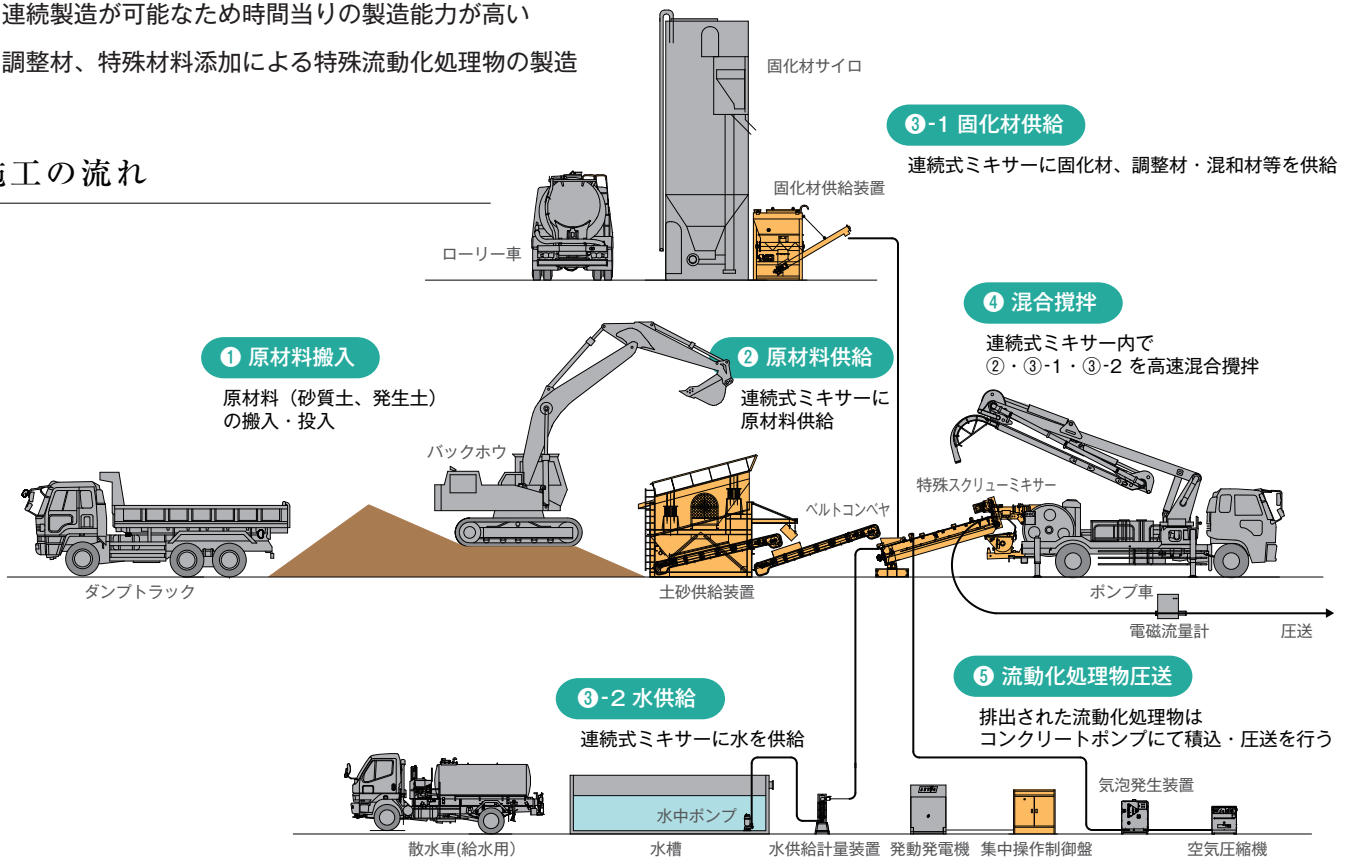 連続製造が可能なため時間当りの製造能力が高い
調整材、特殊材料添加による特殊流動化処理物の製造
施工の流れ
固化材サイロ
❸-1 固化材供給
連続式ミキサーに固化材、調整材・混和材等を供給
固化材供給装置
ローリー車
❹ 混合攪拌
連続式ミキサー内で
②・③-1・③-2 を高速混合攪拌
❶ 原材料搬入
原材料（砂質土、発生土）
の搬入・投入
❷ 原材料供給
連続式ミキサーに
原材料供給
バックホウ
特殊スクリューミキサー
ベルトコンベヤ
ダンプトラック
土砂供給装置
ポンプ車
電磁流量計
圧送
❺ 流動化処理物圧送
排出された流動化処理物は
コンクリートポンプにて積込・圧送を行う
❸-2 水供給
連続式ミキサーに水を供給
気泡発生装置
水中ポンプ
散水車(給水用）
水槽
水供給計量装置
発動発電機
集中操作制御盤
空気圧縮機